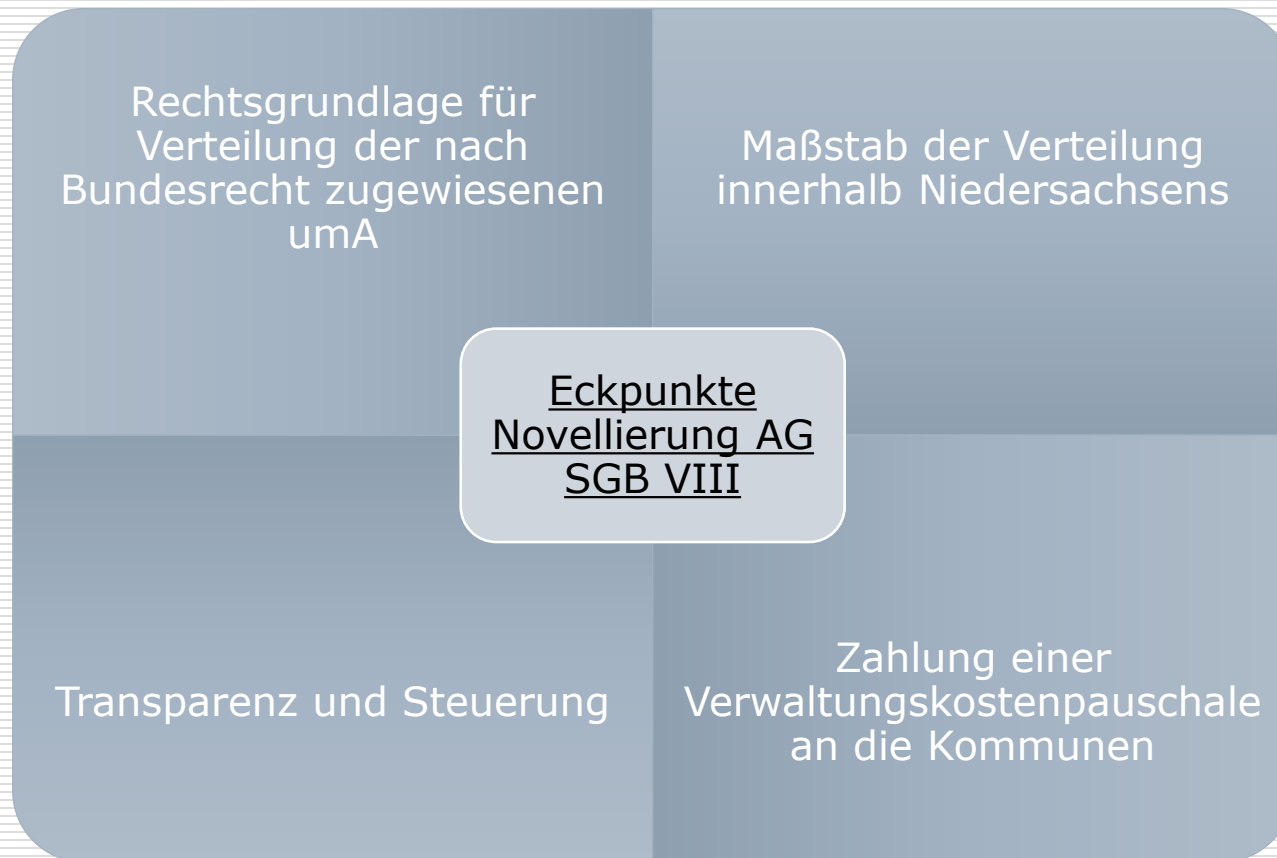 Rechtsgrundlage für
Verteilung der nach
Bundesrecht zugewiesenen
umA
Maßstab der Verteilung
innerhalb Niedersachsens
Eckpunkte
Novellierung AG
SGB VIII
Transparenz und Steuerung
Zahlung einer
Verwaltungskostenpauschale
an die Kommunen